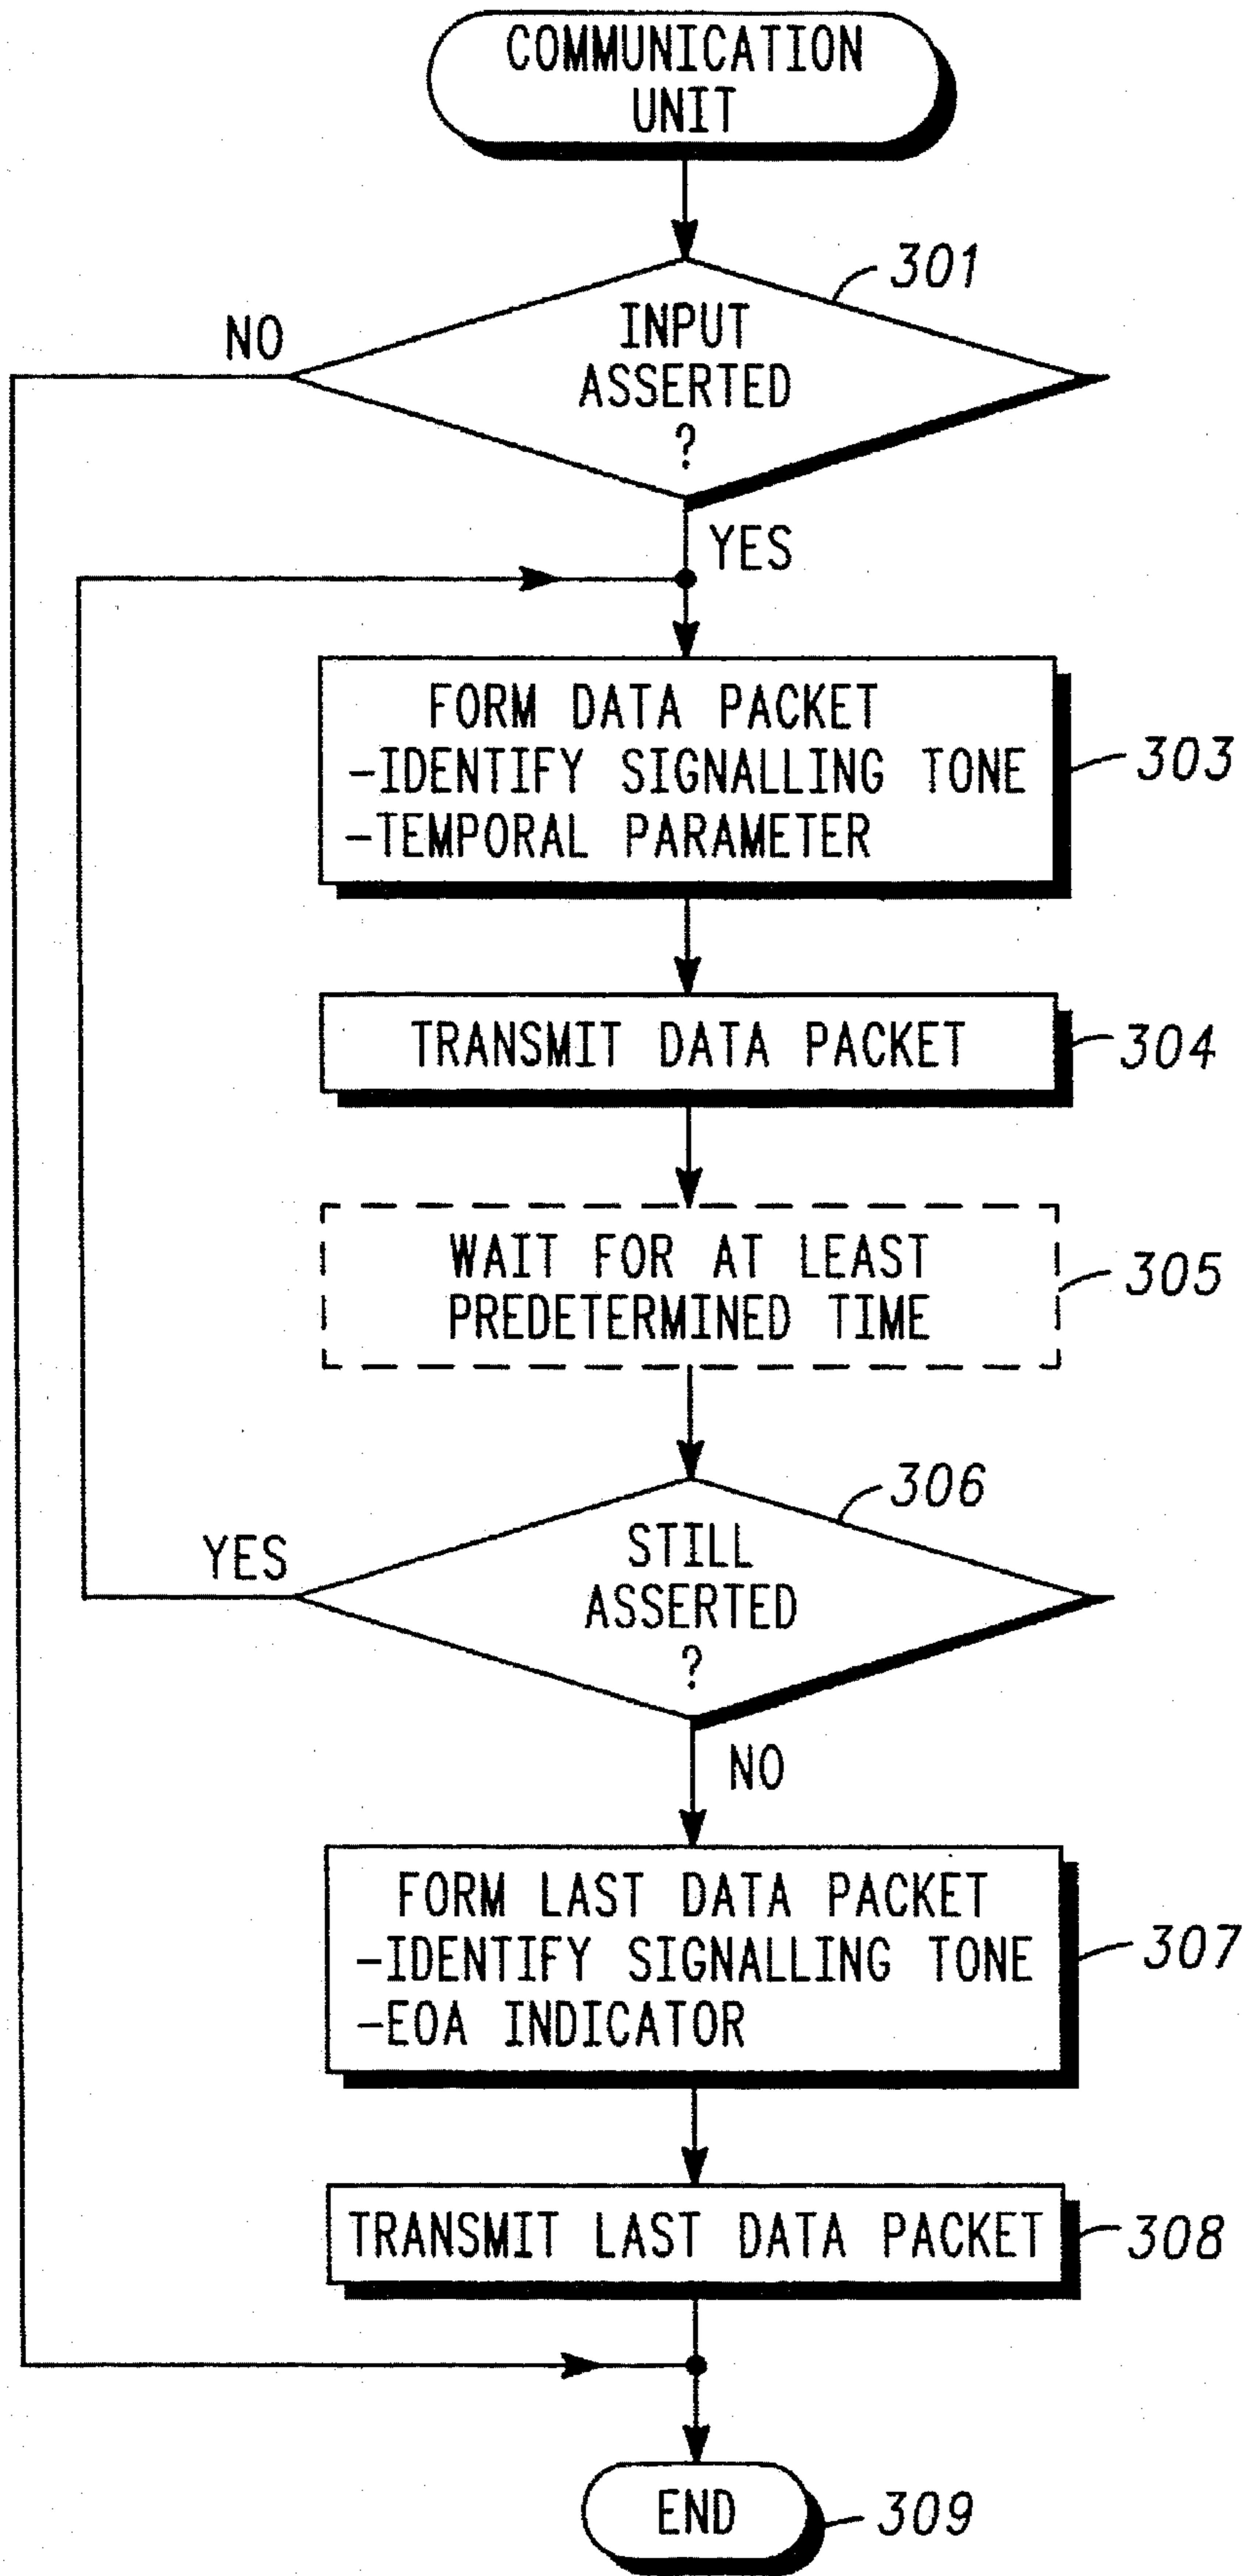 COMMUNICATION
UNIT
301
INPUT
ASSERTED
?
NO
YES
FORM DATA PACKET
-IDENTIFY SIGNALLING TONE
-TEMPORAL PARAMETER
303
TRANSMIT DATA PACKET
304
WAIT FOR AT LEAST
PREDETERMINED TIME
305
306
STILL
ASSERTED
?
YES
NO
FORM LAST DATA PACKET
-IDENTIFY SIGNALLING TONE
-EOA INDICATOR
307
TRANSMIT LAST DATA PACKET
308
END
309